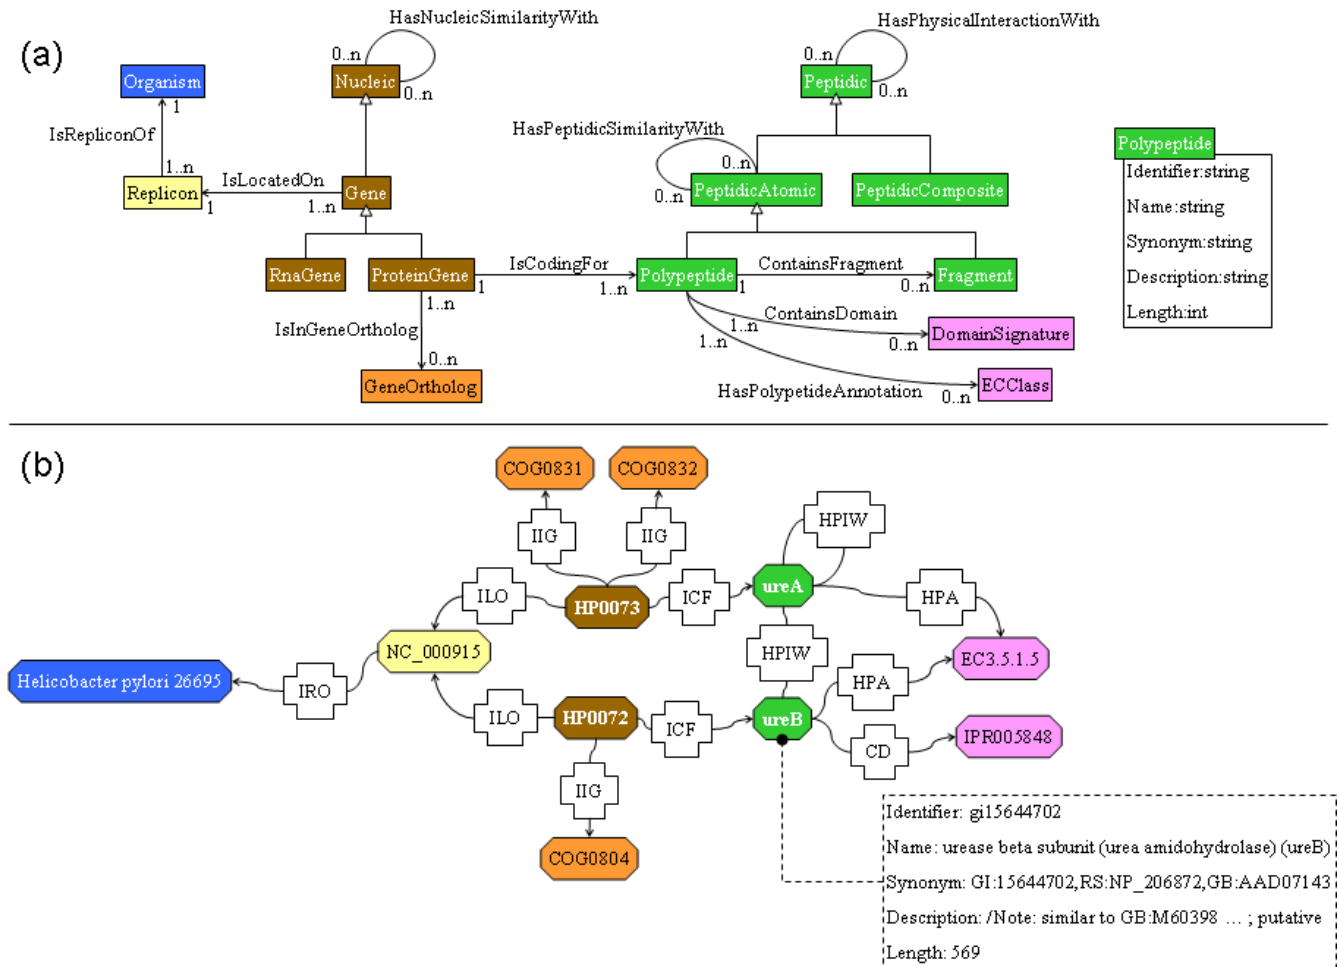 (a)
HasNucleicSimilarityWith
0..n
0..n
Nucleic
Organism
1
IsRepliconOf
1..n
Replicon
1
IsLocatedOn
1..n
Gene
RnaGene
ProteinGene
1
IsCodingFor
1..n
1..n
IsInGeneOrtholog
0..n
GeneOrtholog
HasPhysicalInteractionWith
0..n
0..n
Peptidic
HasPeptidicSimilarityWith
0..n
0..n
PeptidicAtomic
PeptidicComposite
Polypeptide
1
ContainsFragment
0..n
Fragment
ContainsDomain
1..n
0..n
DomainSignature
1..n
HasPolypetideAnnotation
0..n
ECClass
Polypeptide
Identifier:string
Name:string
Synonym:string
Description:string
Length:int
(b)
COG0831
COG0832
IIG
IIG
HPIW
ILO
HP0073
ICF
ureA
HPA
NC_000915
HPIW
EC3.5.1.5
Helicobacter pylori 26695
IRO
HPA
ILO
HP0072
ICF
ureB
CD
IPR005848
IIG
COG0804
Identifier: gi15644702
Name: urease beta subunit (urea amidohydrolase) (ureB)
Synonym: GI:15644702,RS:NP_206872,GB:AAD07143
Description: /Note: similar to GB:M60398 ... ; putative
Length: 569